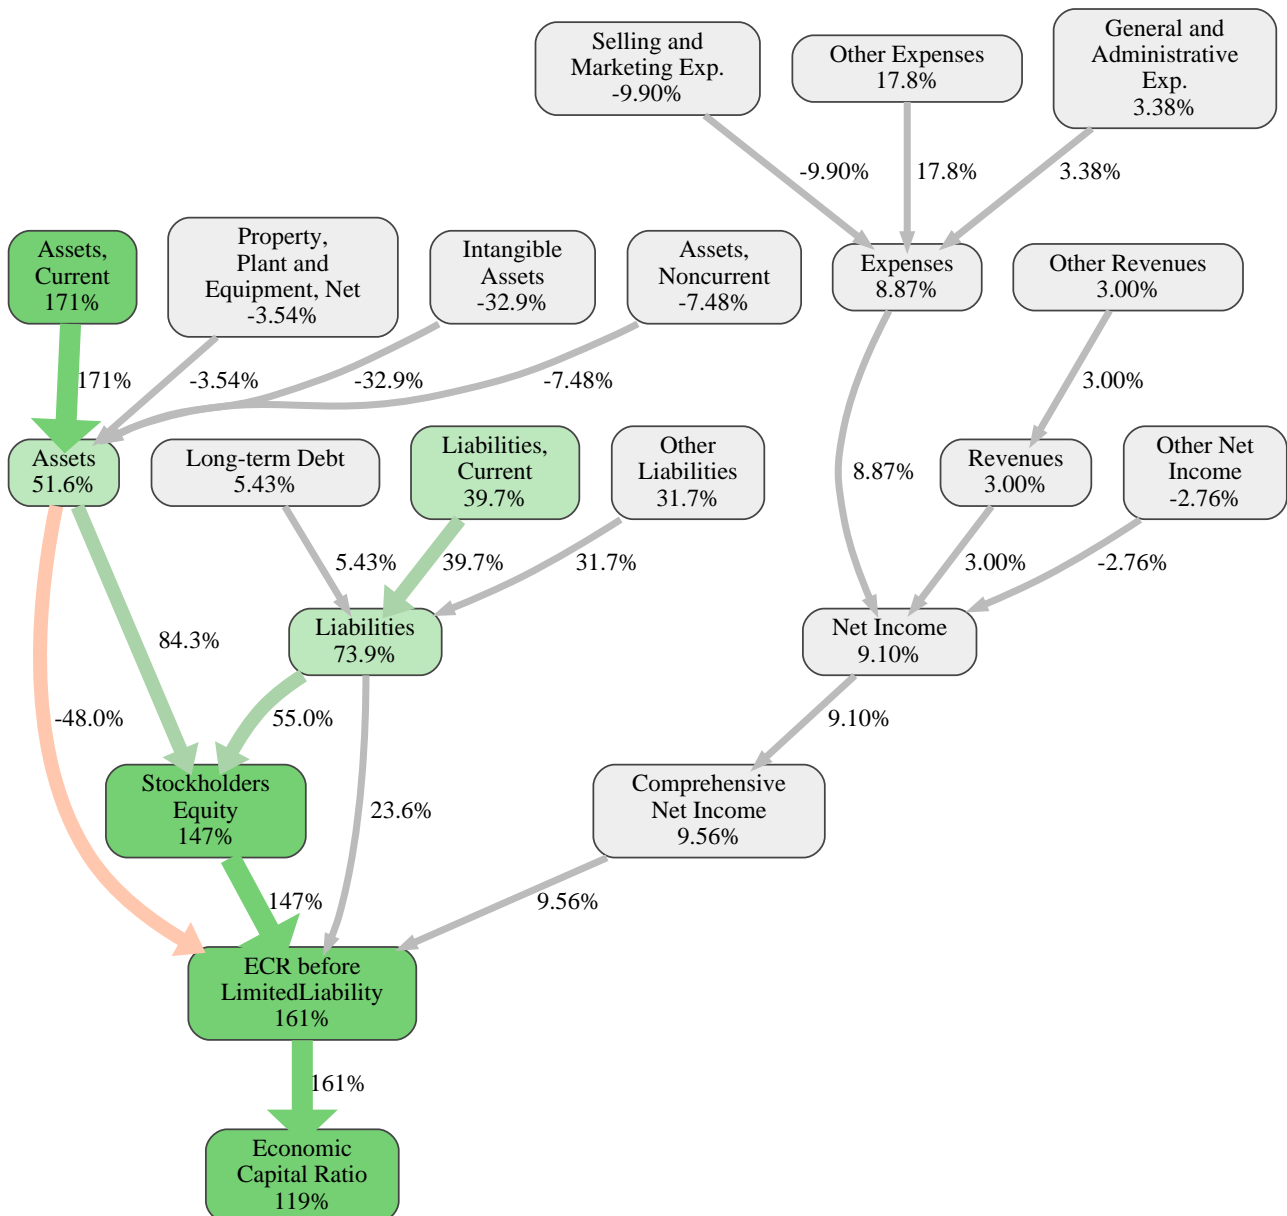 Selling and
Marketing Exp.
-9.90%
Other Expenses
17.8%
General and
Administrative
Exp.
3.38%
-9.90%
17.8%
3.38%
Assets,
Current
171%
Property,
Plant and
Equipment, Net
-3.54%
Intangible
Assets
-32.9%
Assets,
Noncurrent
-7.48%
Expenses
8.87%
Other Revenues
3.00%
171%
-3.54%
-32.9%
-7.48%
3.00%
Assets
51.6%
Long-term Debt
5.43%
Liabilities,
Current
39.7%
Other
Liabilities
31.7%
8.87%
Revenues
3.00%
Other Net
Income
-2.76%
5.43%
39.7%
31.7%
3.00%
-2.76%
84.3%
Liabilities
73.9%
Net Income
9.10%
-48.0%
55.0%
9.10%
Stockholders
Equity
147%
23.6%
Comprehensive
Net Income
9.56%
147%
9.56%
ECR before
LimitedLiability
161%
161%
Economic
Capital Ratio
119%